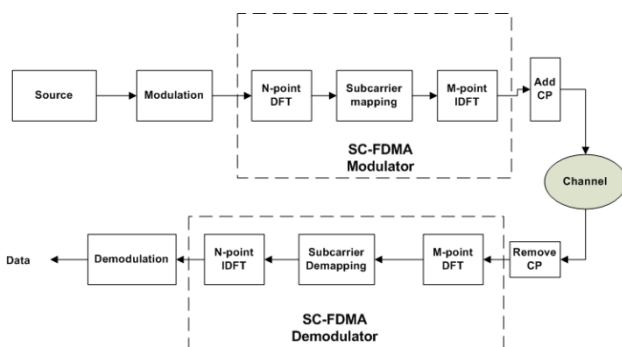 Source
Modulation
N-point
DFT
Subcarrier
mapping
M-point
IDFT
Add
CP
SC-FDMA
Modulator
Channel
Data
Demodulation
N-point
IDFT
Subcarrier
Demapping
M-point
DFT
Remove
CP
SC-FDMA
Demodulator